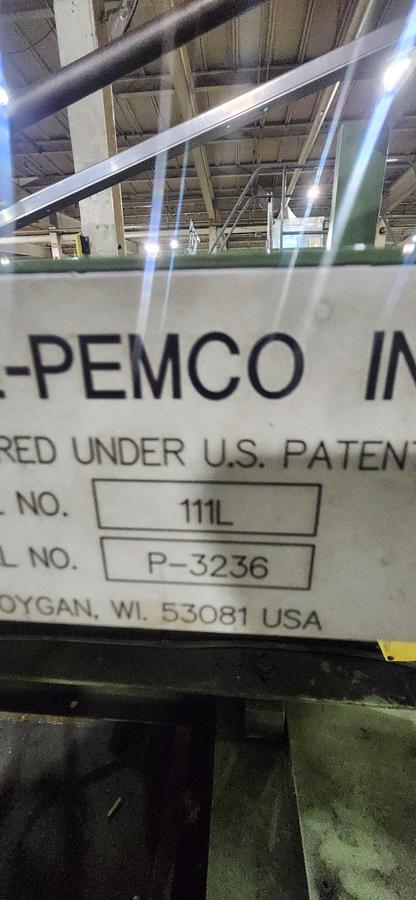 -PEMCO IN
RED UNDER U.S. PATENT
L NO. 111L
L NO. P-3236
OYGAN, WI. 53081 USA